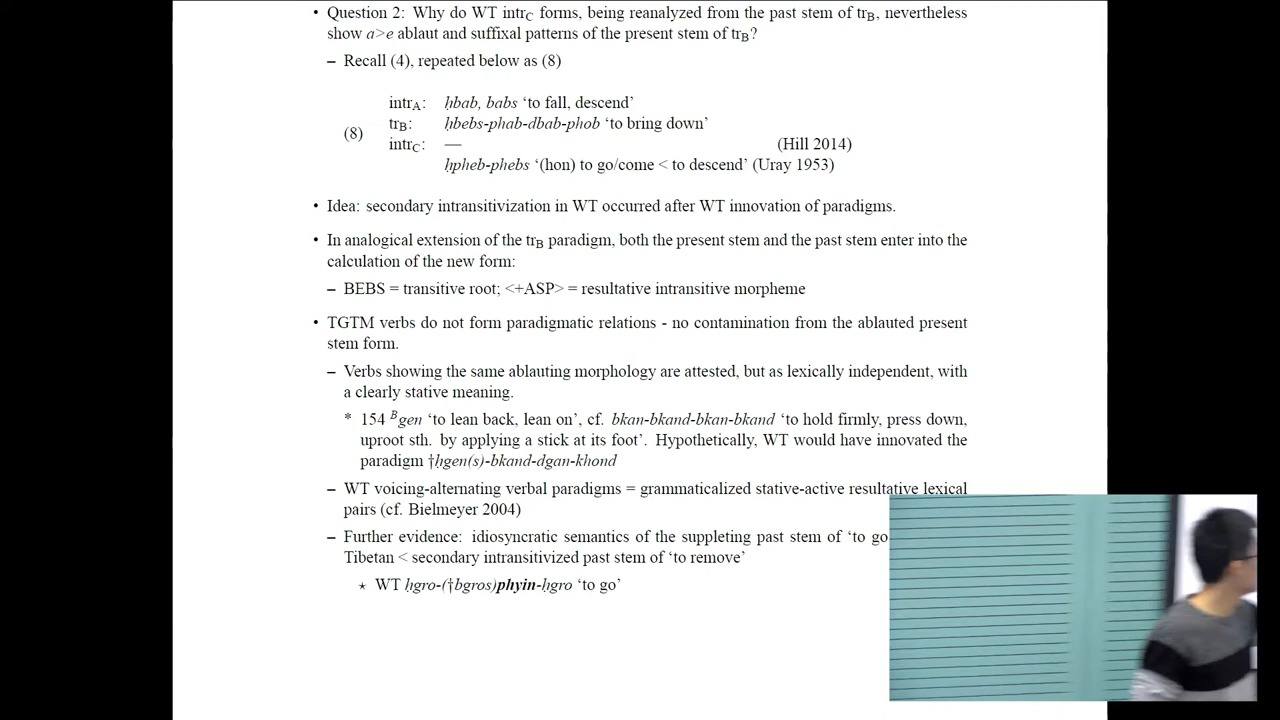 • Question 2: Why do WT intrC forms, being reanalyzed from the past stem of trB, nevertheless
show a>e ablaut and suffixal patterns of the present stem of trB?
– Recall (4), repeated below as (8)
intrA: ḥbab, babs ‘to fall, descend’
trB: ḥbebs-phab-dbab-phob ‘to bring down’
(8)
intrC: — (Hill 2014)
ḥpheb-phebs ‘(hon) to go/come < to descend’ (Uray 1953)
• Idea: secondary intransitivization in WT occurred after WT innovation of paradigms.
• In analogical extension of the trB paradigm, both the present stem and the past stem enter into the
calculation of the new form:
– BEBS = transitive root; <+ASP> = resultative intransitive morpheme
• TGTM verbs do not form paradigmatic relations - no contamination from the ablauted present
stem form.
– Verbs showing the same ablauting morphology are attested, but as lexically independent, with
a clearly stative meaning.
* 154 ᴮgen ‘to lean back, lean on’, cf. bkan-bkand-bkan-bkand ‘to hold firmly, press down,
uproot sth. by applying a stick at its foot’. Hypothetically, WT would have innovated the
paradigm †ḥgen(s)-bkand-dgan-khond
– WT voicing-alternating verbal paradigms = grammaticalized stative-active resultative lexical
pairs (cf. Bielmeyer 2004)
– Further evidence: idiosyncratic semantics of the suppleting past stem of ‘to go
Tibetan < secondary intransitivized past stem of ‘to remove’
⋆ WT ḥgro-(†bgros)phyin-ḥgro ‘to go’